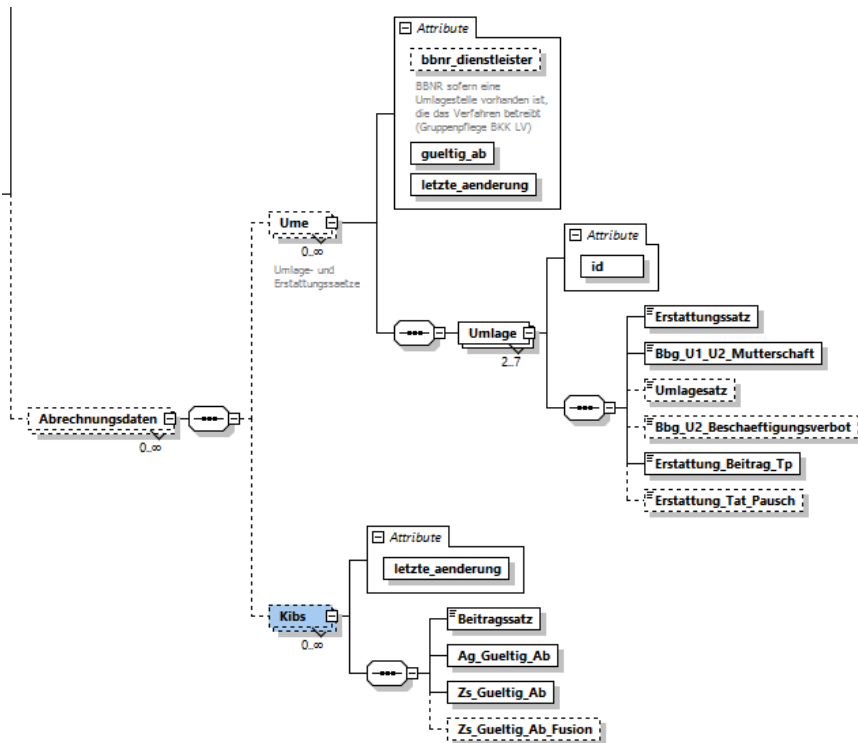 Attribute
bbnr_dienstleister
BBNR sofern eine
Umlagestelle vorhanden ist,
die das Verfahren betreibt
(Gruppenpflege BKK LV)
gueltig_ab
letzte_aenderung
Ume
0..∞
Umlage- und
Erstattungssaetze
Attribute
id
Umlage
2..7
Erstattungssatz
Bbg_U1_U2_Mutterschaft
Umlagesatz
Bbg_U2_Beschaeftigungsverbot
Erstattung_Beitrag_Tp
Erstattung_Tat_Pausch
Abrechnungsdaten
0..∞
Attribute
letzte_aenderung
Kibs
0..∞
Beitragssatz
Ag_Gueltig_Ab
Zs_Gueltig_Ab
Zs_Gueltig_Ab_Fusion